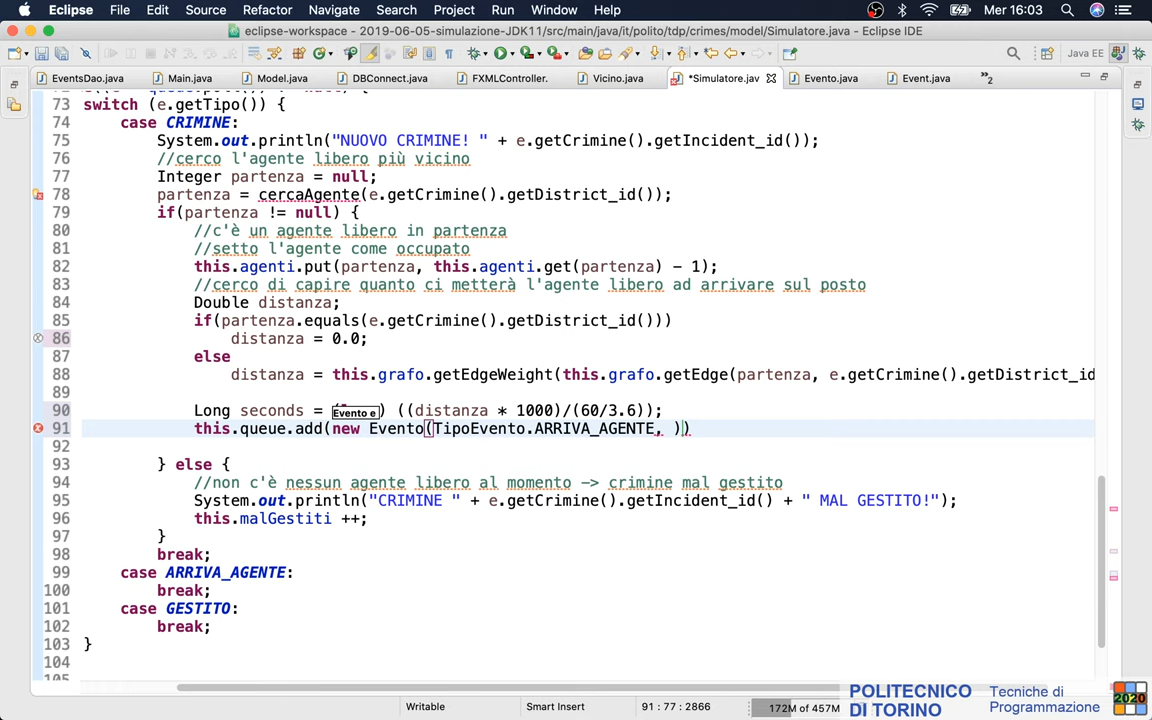 Eclipse File Edit Source Refactor Navigate Search Project Run Window Help Mer 16:03
eclipse-workspace - 2019-06-05-simulazione-JDK11/src/main/java/it/polito/tdp/crimes/model/Simulatore.java - Eclipse IDE
Java EE
EventsDao.java Main.java Model.java DBConnect.java FXMLController. Vicino.java *Simulatore.jav Evento.java Event.java »2
73 switch (e.getTipo()) {
74 case CRIMINE:
75 System.out.println("NUOVO CRIMINE! " + e.getCrimine().getIncident_id());
76 //cerco l'agente libero più vicino
77 Integer partenza = null;
78 partenza = cercaAgente(e.getCrimine().getDistrict_id());
79 if(partenza != null) {
80 //c'è un agente libero in partenza
81 //setto l'agente come occupato
82 this.agenti.put(partenza, this.agenti.get(partenza) - 1);
83 //cerco di capire quanto ci metterà l'agente libero ad arrivare sul posto
84 Double distanza;
85 if(partenza.equals(e.getCrimine().getDistrict_id()))
86 distanza = 0.0;
87 else
88 distanza = this.grafo.getEdgeWeight(this.grafo.getEdge(partenza, e.getCrimine().getDistrict_id
89
90 Long seconds = ) ((distanza * 1000)/(60/3.6));
Evento e
91 this.queue.add(new Evento(TipoEvento.ARRIVA_AGENTE, ))
92
93 } else {
94 //non c'è nessun agente libero al momento -> crimine mal gestito
95 System.out.println("CRIMINE " + e.getCrimine().getIncident_id() + " MAL GESTITO!");
96 this.malGestiti ++;
97 }
98 break;
99 case ARRIVA_AGENTE:
100 break;
101 case GESTITO:
102 break;
103 }
104
Writable Smart Insert 91 : 77 : 2866 172M of 457M
POLITECNICO
DI TORINO
Tecniche di
Programmazione
2020